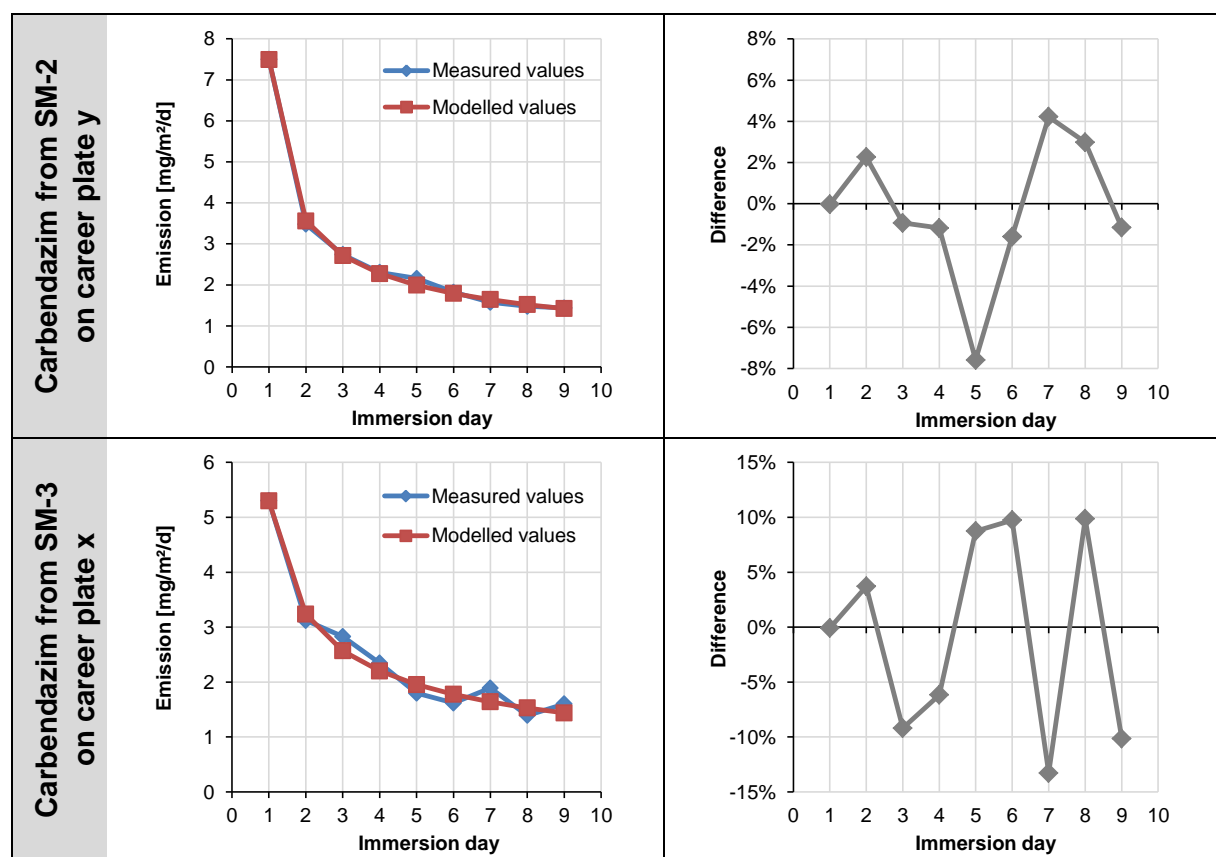 Carbendazim from SM-2
on career plate y
8
7
6
5
4
3
2
1
0
Emission [mg/m²/d]
Measured values
Modelled values
0 1 2 3 4 5 6 7 8 9 10
Immersion day
8%
6%
4%
2%
0%
-2%
-4%
-6%
-8%
Difference
0 1 2 3 4 5 6 7 8 9 10
Immersion day
Carbendazim from SM-3
on career plate x
6
5
4
3
2
1
0
Emission [mg/m²/d]
Measured values
Modelled values
0 1 2 3 4 5 6 7 8 9 10
Immersion day
15%
10%
5%
0%
-5%
-10%
-15%
Difference
0 1 2 3 4 5 6 7 8 9 10
Immersion day